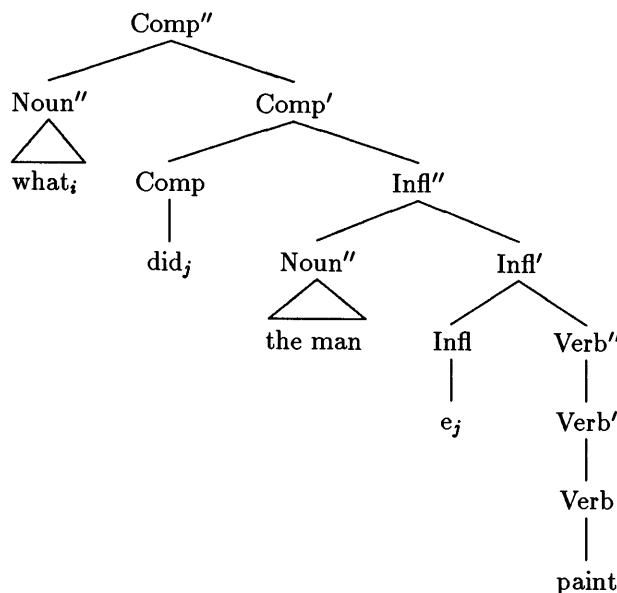 Comp″
Noun″ Comp′
what_i Comp Infl″
did_j Noun″ Infl′
the man Infl Verb″
e_j Verb′
Verb
paint